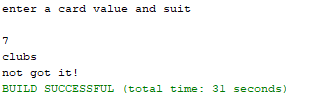 enter a card value and suit
7
clubs
not got it!
BUILD SUCCESSFUL (total time: 31 seconds)